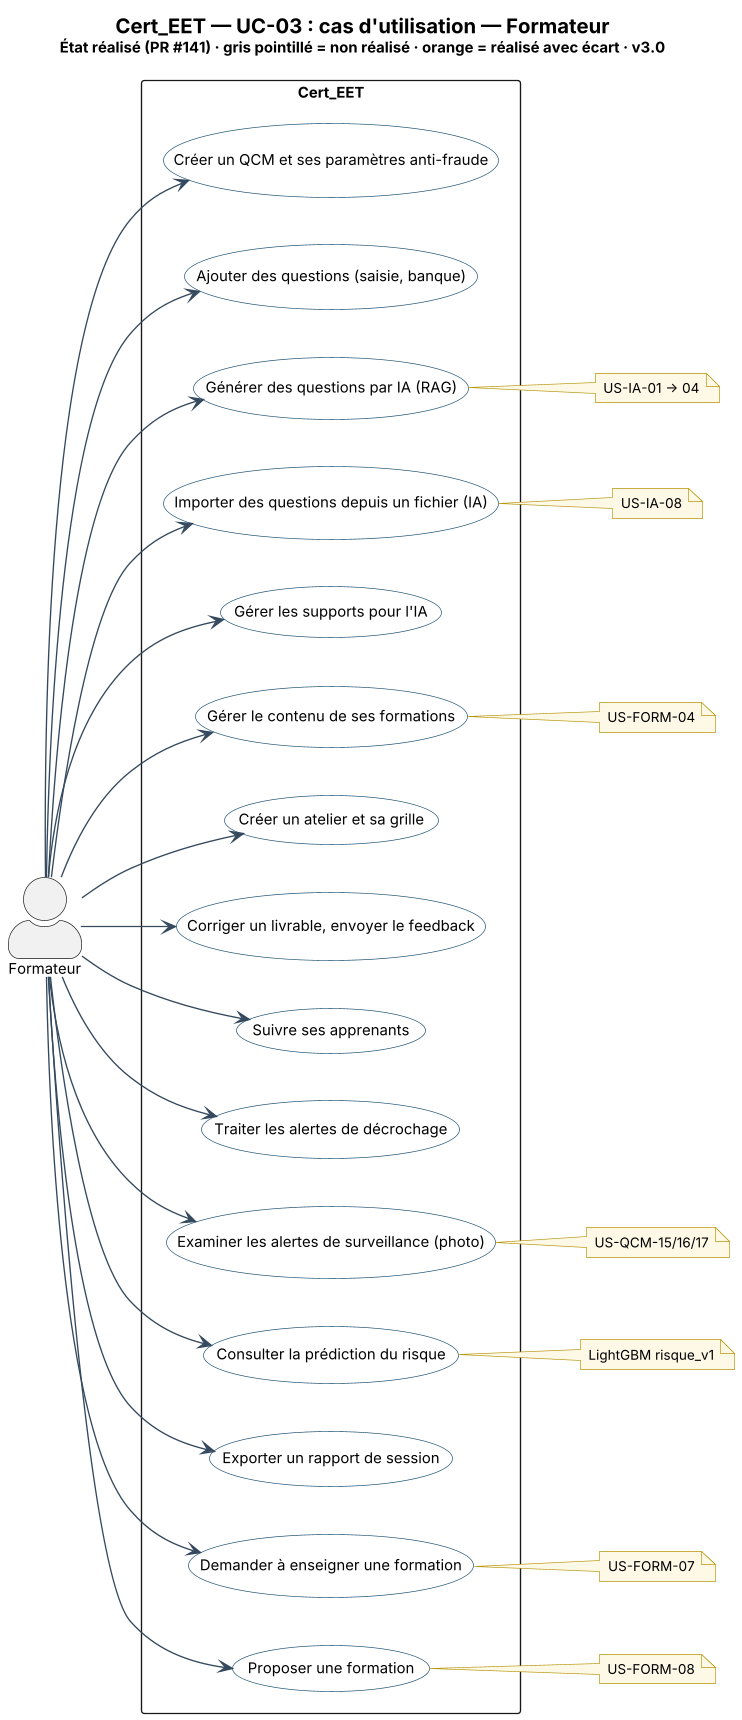 Cert_EET — UC-03 : cas d'utilisation — Formateur
État réalisé (PR #141) · gris pointillé = non réalisé · orange = réalisé avec écart · v3.0
Cert_EET
Créer un QCM et ses paramètres anti-fraude
Ajouter des questions (saisie, banque)
Générer des questions par IA (RAG)
US-IA-01 → 04
Importer des questions depuis un fichier (IA)
US-IA-08
Gérer les supports pour l'IA
Gérer le contenu de ses formations
US-FORM-04
Créer un atelier et sa grille
Corriger un livrable, envoyer le feedback
Formateur
Suivre ses apprenants
Traiter les alertes de décrochage
Examiner les alertes de surveillance (photo)
US-QCM-15/16/17
Consulter la prédiction du risque
LightGBM risque_v1
Exporter un rapport de session
Demander à enseigner une formation
US-FORM-07
Proposer une formation
US-FORM-08